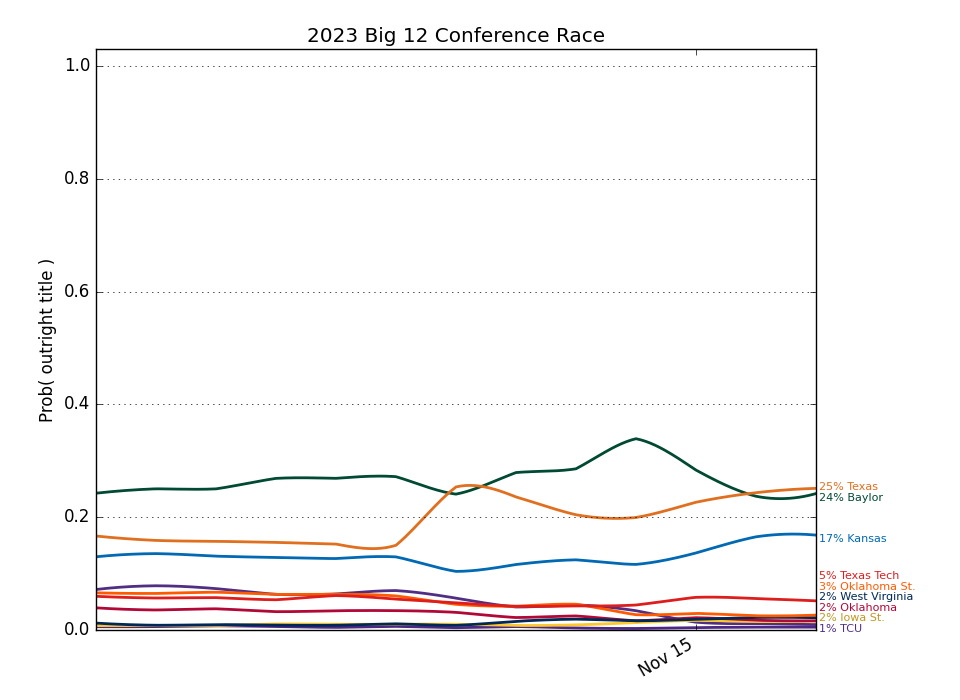 2023 Big 12 Conference Race
Prob( outright title )
1.0
0.8
0.6
0.4
0.2
0.0
Nov 15
25% Texas
24% Baylor
17% Kansas
5% Texas Tech
3% Oklahoma St.
2% West Virginia
2% Oklahoma
2% Iowa St.
1% TCU